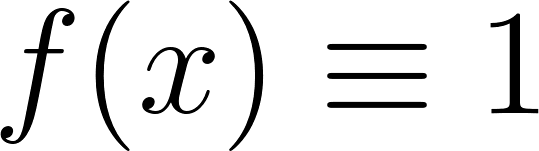 f(x) ≡ 1